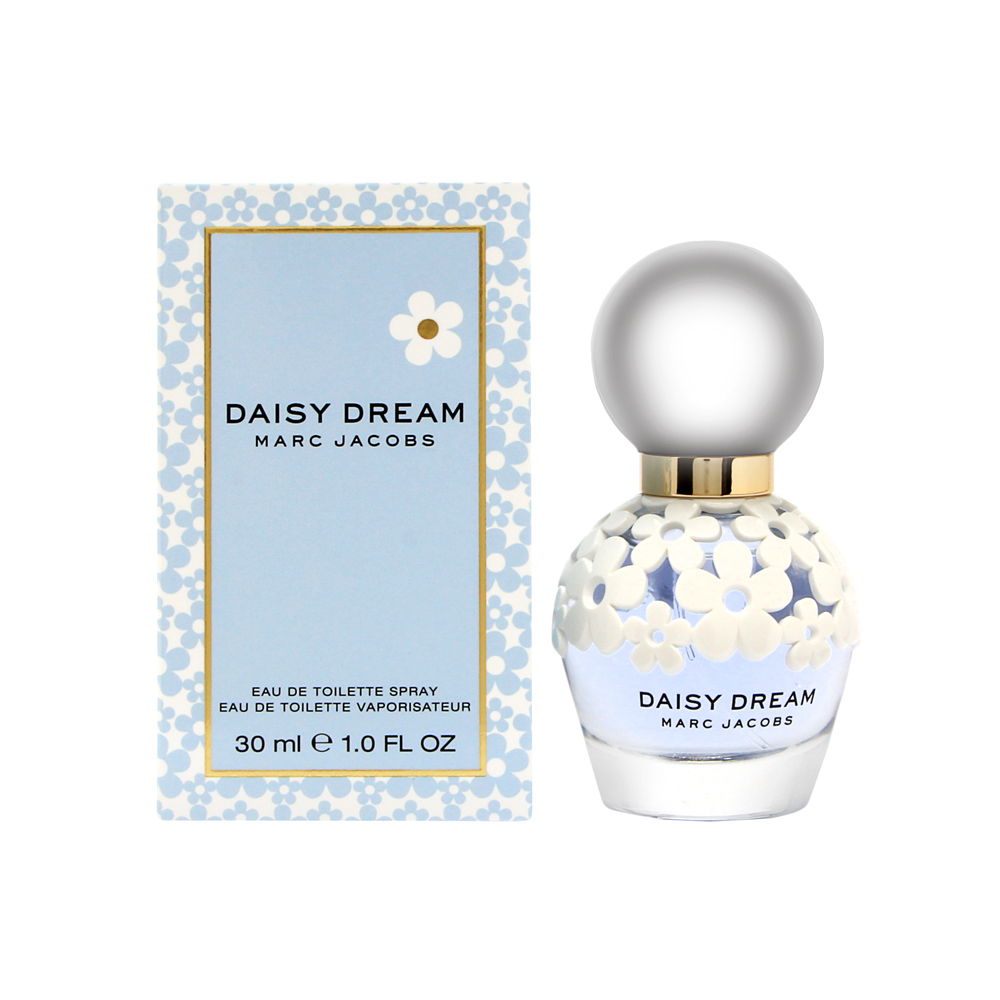 DAISY DREAM
MARC JACOBS
EAU DE TOILETTE SPRAY
EAU DE TOILETTE VAPORISATEUR
30 ml ℮ 1.0 FL OZ
DAISY DREAM
MARC JACOBS